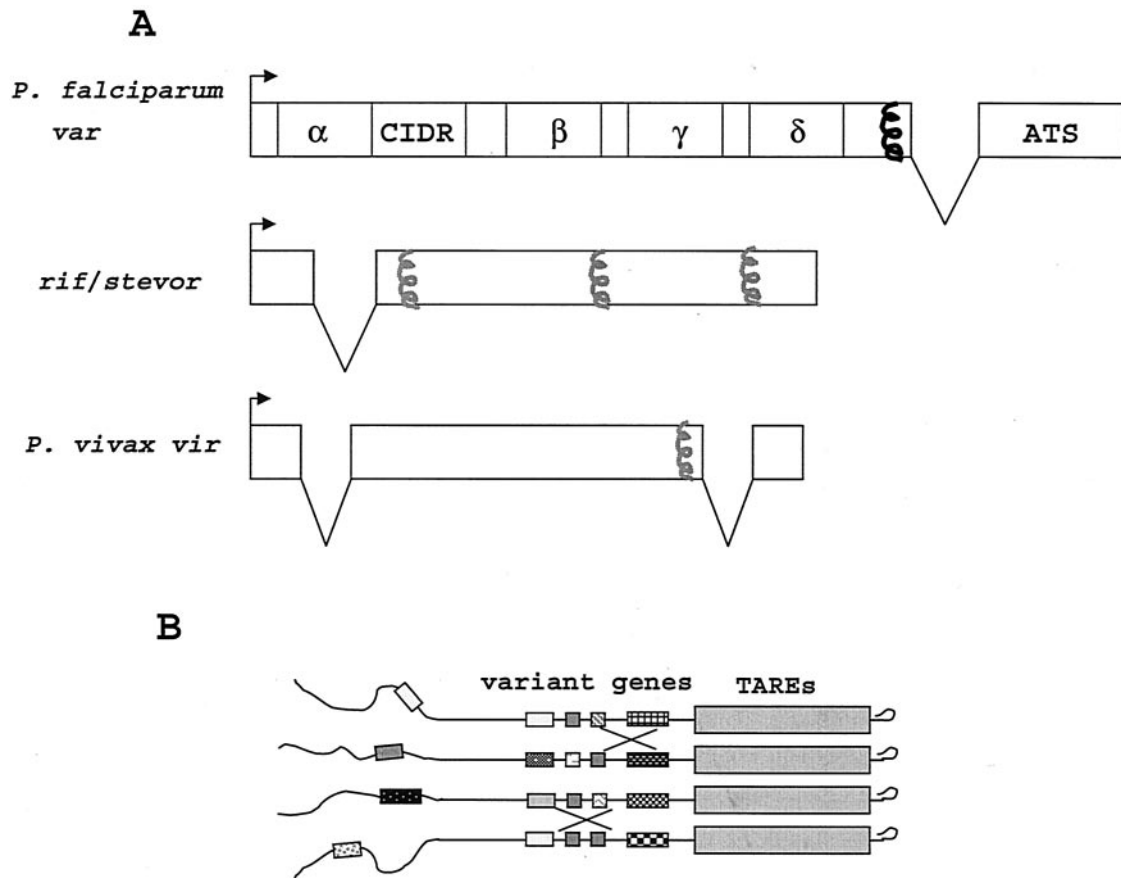 A
P. falciparum
var
α CIDR β γ δ ATS
rif/stevor
P. vivax vir
B
variant genes TAREs